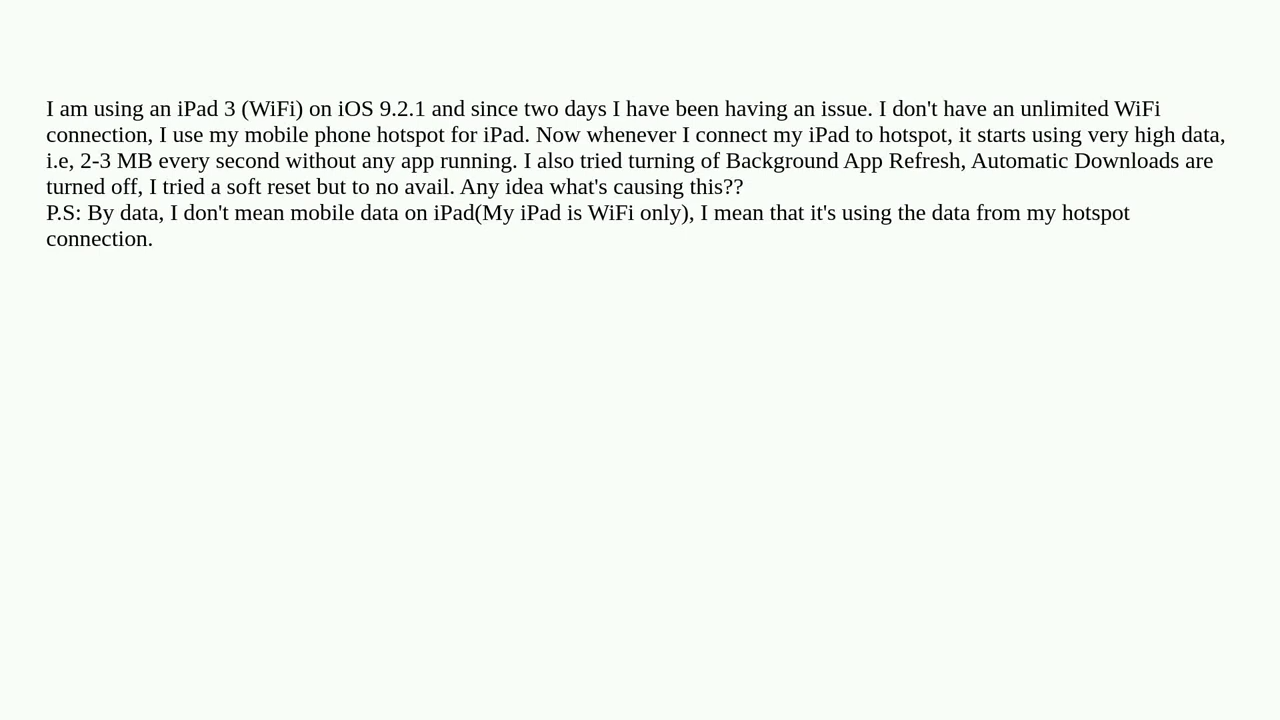 I am using an iPad 3 (WiFi) on iOS 9.2.1 and since two days I have been having an issue. I don't have an unlimited WiFi
connection, I use my mobile phone hotspot for iPad. Now whenever I connect my iPad to hotspot, it starts using very high data,
i.e, 2-3 MB every second without any app running. I also tried turning of Background App Refresh, Automatic Downloads are
turned off, I tried a soft reset but to no avail. Any idea what's causing this??
P.S: By data, I don't mean mobile data on iPad(My iPad is WiFi only), I mean that it's using the data from my hotspot
connection.